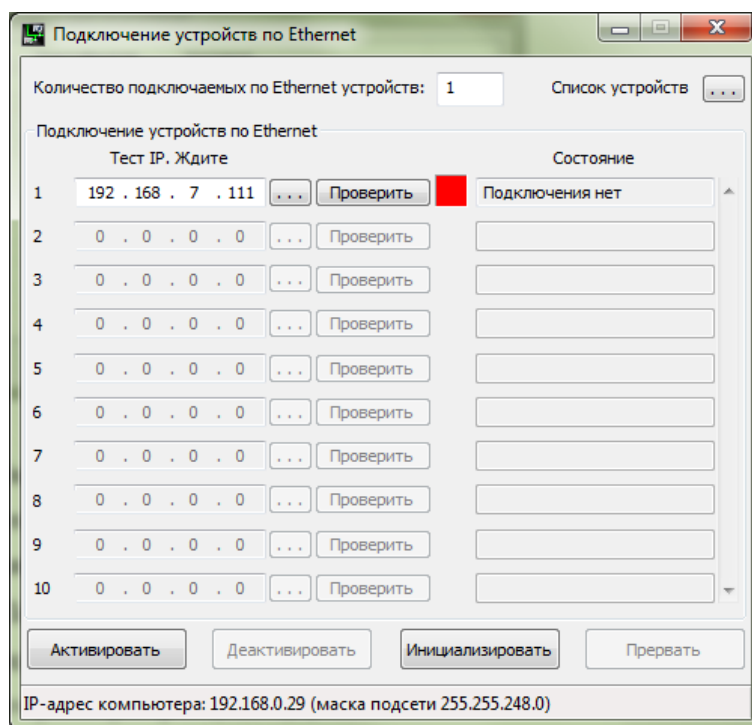 Подключение устройств по Ethernet
Количество подключаемых по Ethernet устройств: 1 Список устройств ...
Подключение устройств по Ethernet
Тест IP. Ждите Состояние
1 192 . 168 . 7 . 111 ... Проверить Подключения нет
2 0 . 0 . 0 . 0 ... Проверить
3 0 . 0 . 0 . 0 ... Проверить
4 0 . 0 . 0 . 0 ... Проверить
5 0 . 0 . 0 . 0 ... Проверить
6 0 . 0 . 0 . 0 ... Проверить
7 0 . 0 . 0 . 0 ... Проверить
8 0 . 0 . 0 . 0 ... Проверить
9 0 . 0 . 0 . 0 ... Проверить
10 0 . 0 . 0 . 0 ... Проверить
Активировать Деактивировать Инициализировать Прервать
IP-адрес компьютера: 192.168.0.29 (маска подсети 255.255.248.0)